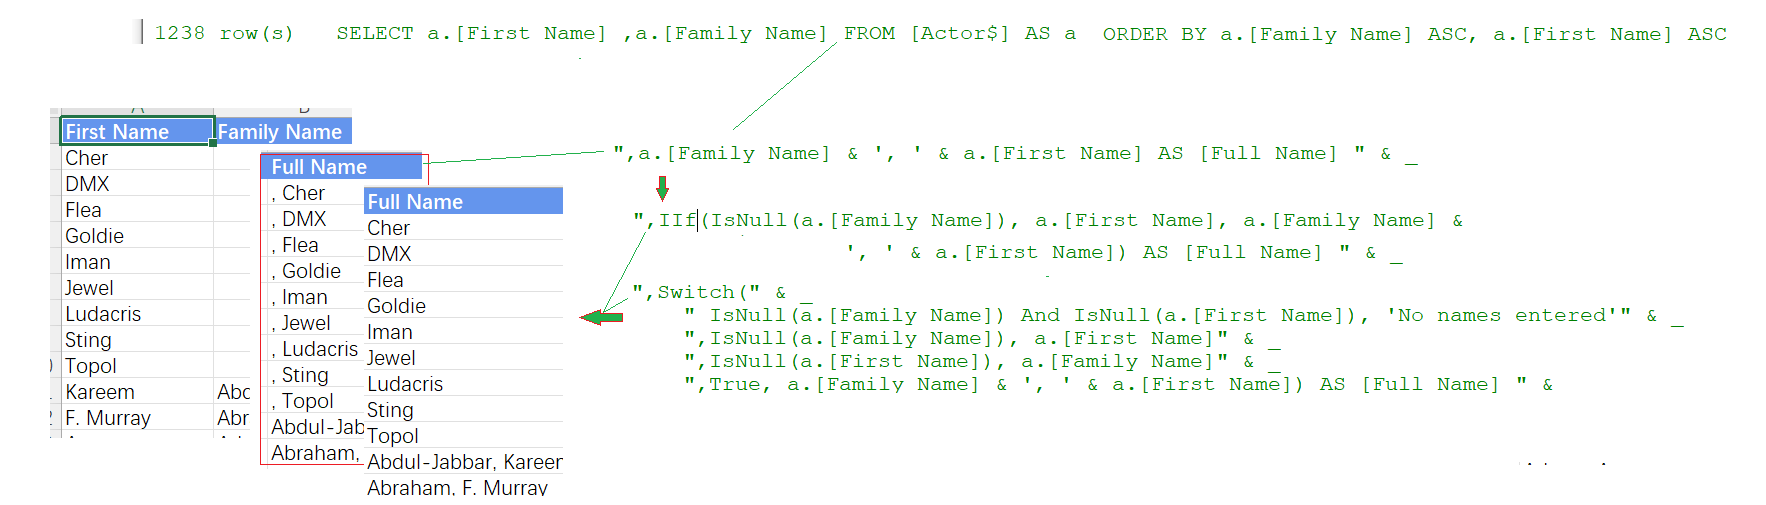 1238 row(s) SELECT a.[First Name] ,a.[Family Name] FROM [Actor$] AS a ORDER BY a.[Family Name] ASC, a.[First Name] ASC
First Name Family Name
Cher
DMX
Flea
Goldie
Iman
Jewel
Ludacris
Sting
Topol
Kareem Abd
F. Murray Abr
Full Name
, Cher
, DMX
, Flea
, Goldie
, Iman
, Jewel
, Ludacris
, Sting
, Topol
Abdul-Jab
Abraham,
Full Name
Cher
DMX
Flea
Goldie
Iman
Jewel
Ludacris
Sting
Topol
Abdul-Jabbar, Kareem
Abraham, F. Murray
",a.[Family Name] & ', ' & a.[First Name] AS [Full Name] " & _
",IIf(IsNull(a.[Family Name]), a.[First Name], a.[Family Name] &
', ' & a.[First Name]) AS [Full Name] " & _
",Switch(" & _
" IsNull(a.[Family Name]) And IsNull(a.[First Name]), 'No names entered'" & _
",IsNull(a.[Family Name]), a.[First Name]" & _
",IsNull(a.[First Name]), a.[Family Name]" & _
",True, a.[Family Name] & ', ' & a.[First Name]) AS [Full Name] " &